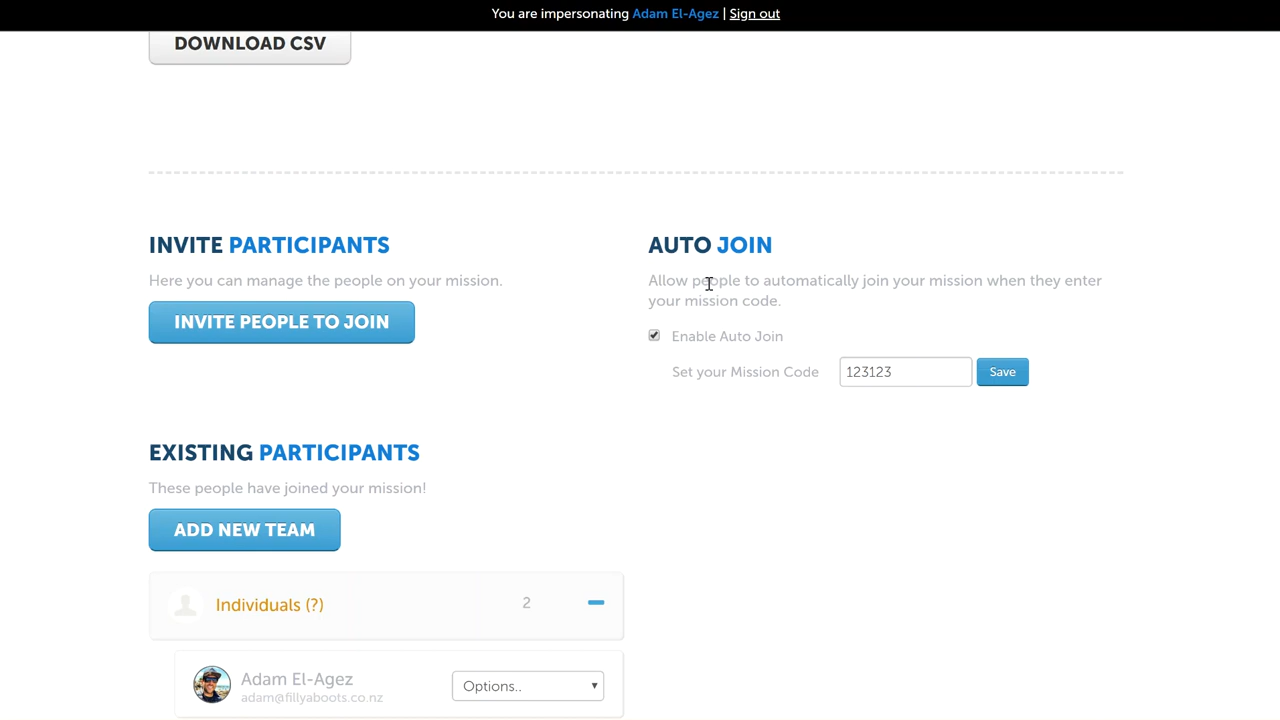 You are impersonating Adam El-Agez | Sign out
DOWNLOAD CSV
INVITE PARTICIPANTS
Here you can manage the people on your mission.
INVITE PEOPLE TO JOIN
AUTO JOIN
Allow people to automatically join your mission when they enter
your mission code.
Enable Auto Join
Set your Mission Code 123123 Save
EXISTING PARTICIPANTS
These people have joined your mission!
ADD NEW TEAM
Individuals (?) 2
Adam El-Agez
adam@fillyaboots.co.nz
Options..